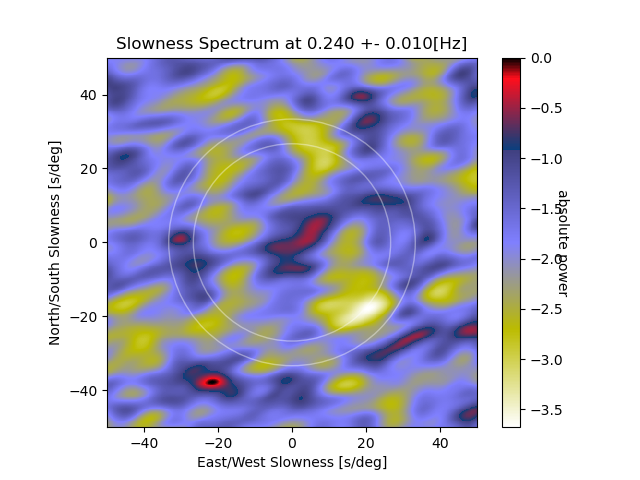 Slowness Spectrum at 0.240 +- 0.010[Hz]
North/South Slowness [s/deg]
40
20
0
−20
−40
−40 −20 0 20 40
East/West Slowness [s/deg]
0.0
−0.5
−1.0
−1.5
−2.0
−2.5
−3.0
−3.5
absolute power